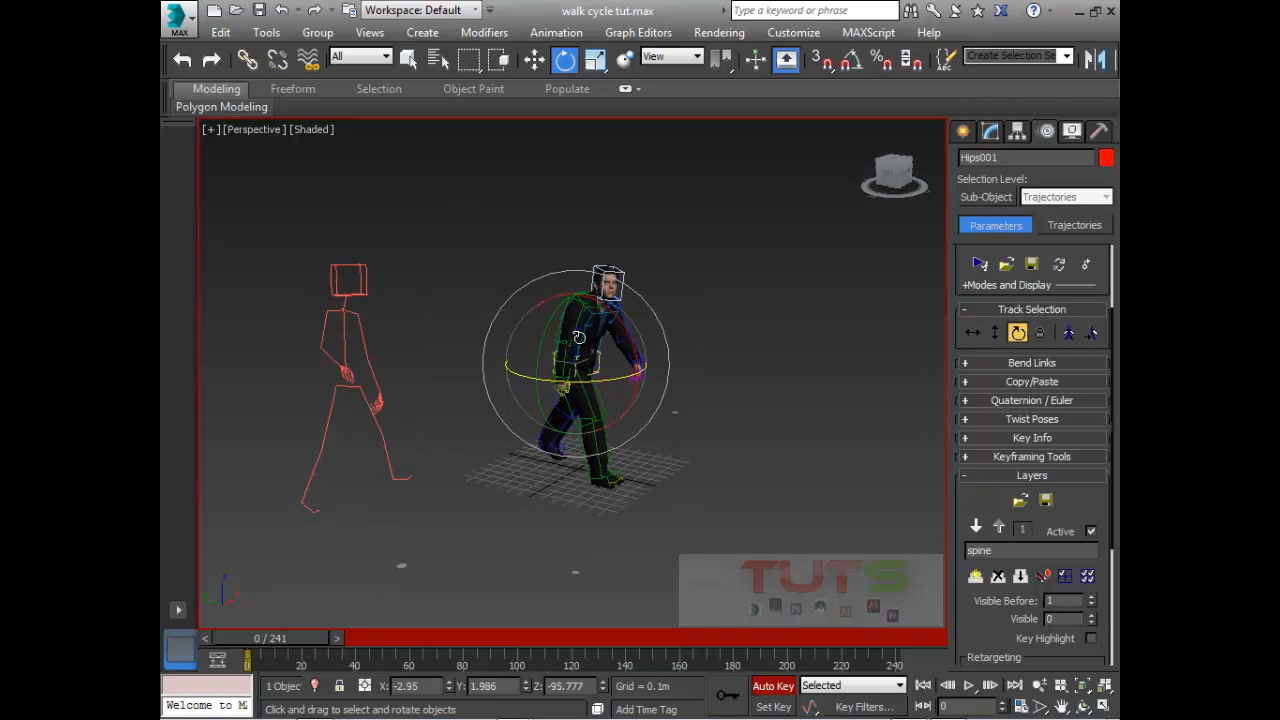 MAX
Workspace: Default
walk cycle tut.max
Type a keyword or phrase
Edit Tools Group Views Create Modifiers Animation Graph Editors Rendering Customize MAXScript Help
All
View
3
Create Selection Se
Modeling Freeform Selection Object Paint Populate
Polygon Modeling
[+] [Perspective] [Shaded]
Hips001
Selection Level:
Sub-Object Trajectories
Parameters Trajectories
+Modes and Display
- Track Selection
+ Bend Links
+ Copy/Paste
+ Quaternion / Euler
+ Twist Poses
+ Key Info
+ Keyframing Tools
- Layers
1 Active
spine
Visible Before: 1
Visible 0
Key Highlight
Retargeting
TUTS
z
< 0 / 241 >
0 20 40 60 80 100 120 140 160 180 200 220 240
1 Objec X: -2.95 Y: 1.986 Z: -95.777 Grid = 0.1m Auto Key Selected
Welcome to M Click and drag to select and rotate objects Add Time Tag Set Key Key Filters... 0